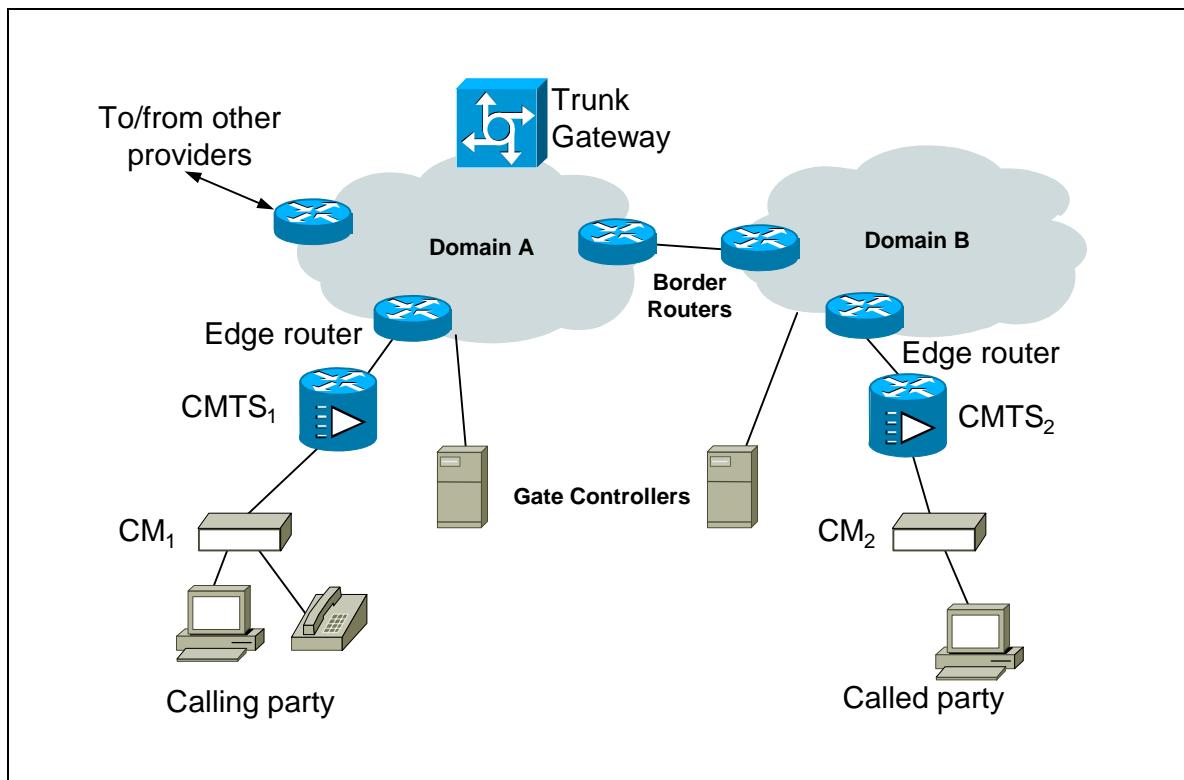 Trunk
Gateway
To/from other
providers
Domain A
Domain B
Border
Routers
Edge router
Edge router
CMTS1
CMTS2
Gate Controllers
CM1
CM2
Calling party
Called party